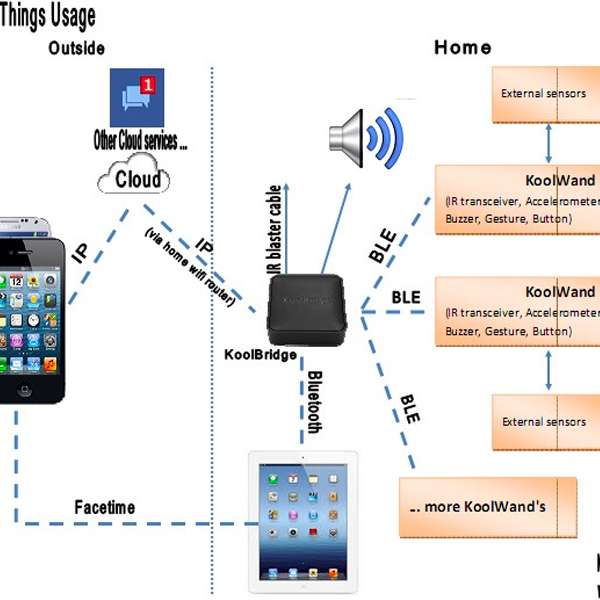 Things Usage
Outside
Home
1
Other Cloud services ...
Cloud
IP
IP
(via home wifi router)
IR blaster cable
KoolBridge
Bluetooth
Facetime
BLE
BLE
BLE
External sensors
KoolWand
(IR transceiver, Accelerometer
Buzzer, Gesture, Button)
KoolWand
(IR transceiver, Accelerometer
Buzzer, Gesture, Button)
External sensors
... more KoolWand's